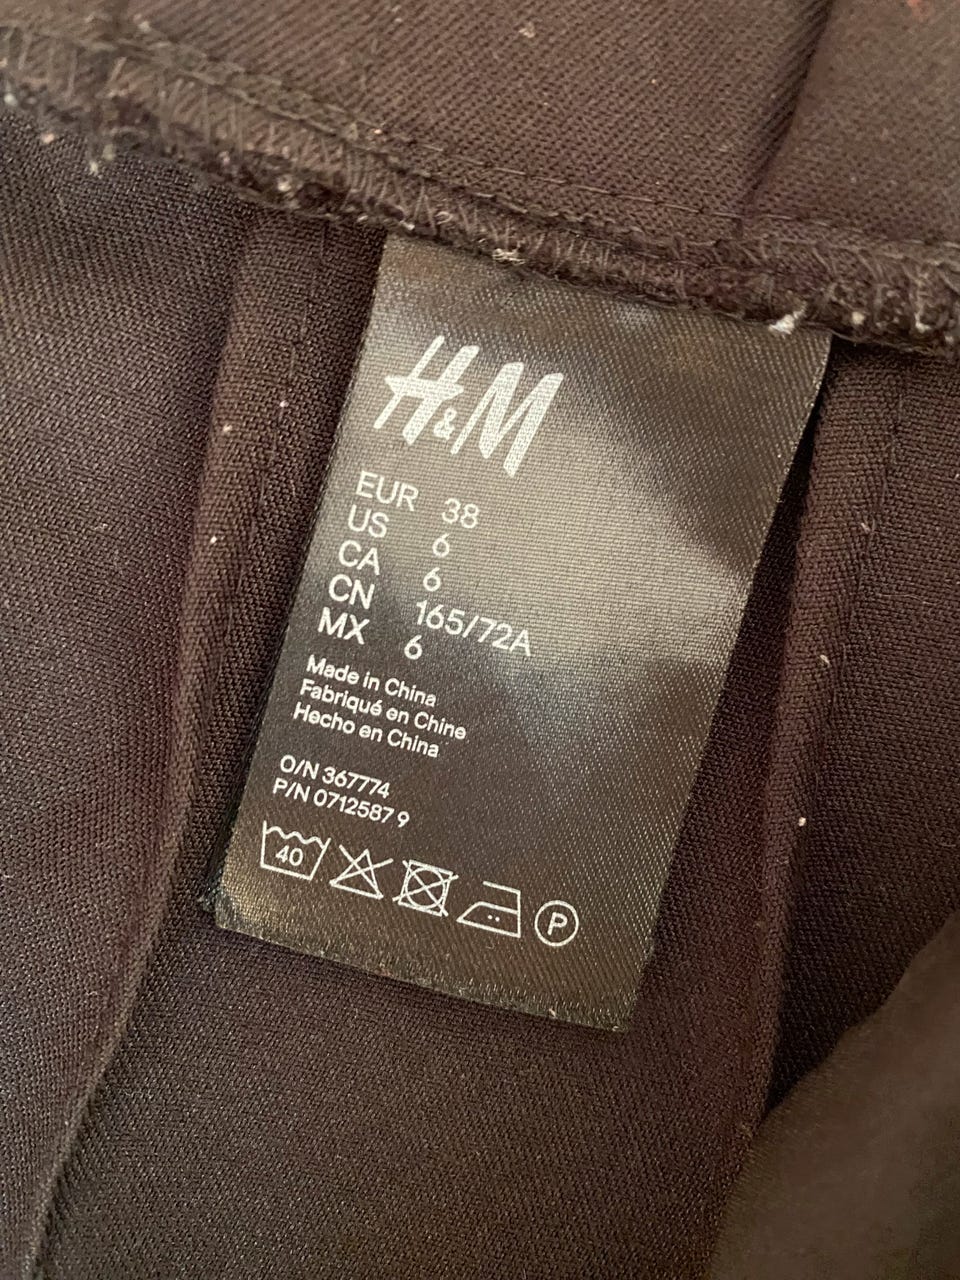 H&M
EUR 38
US 6
CA 6
CN 165/72A
MX 6
Made in China
Fabriqué en Chine
Hecho en China
O/N 367774
P/N 0712587 9
40
P